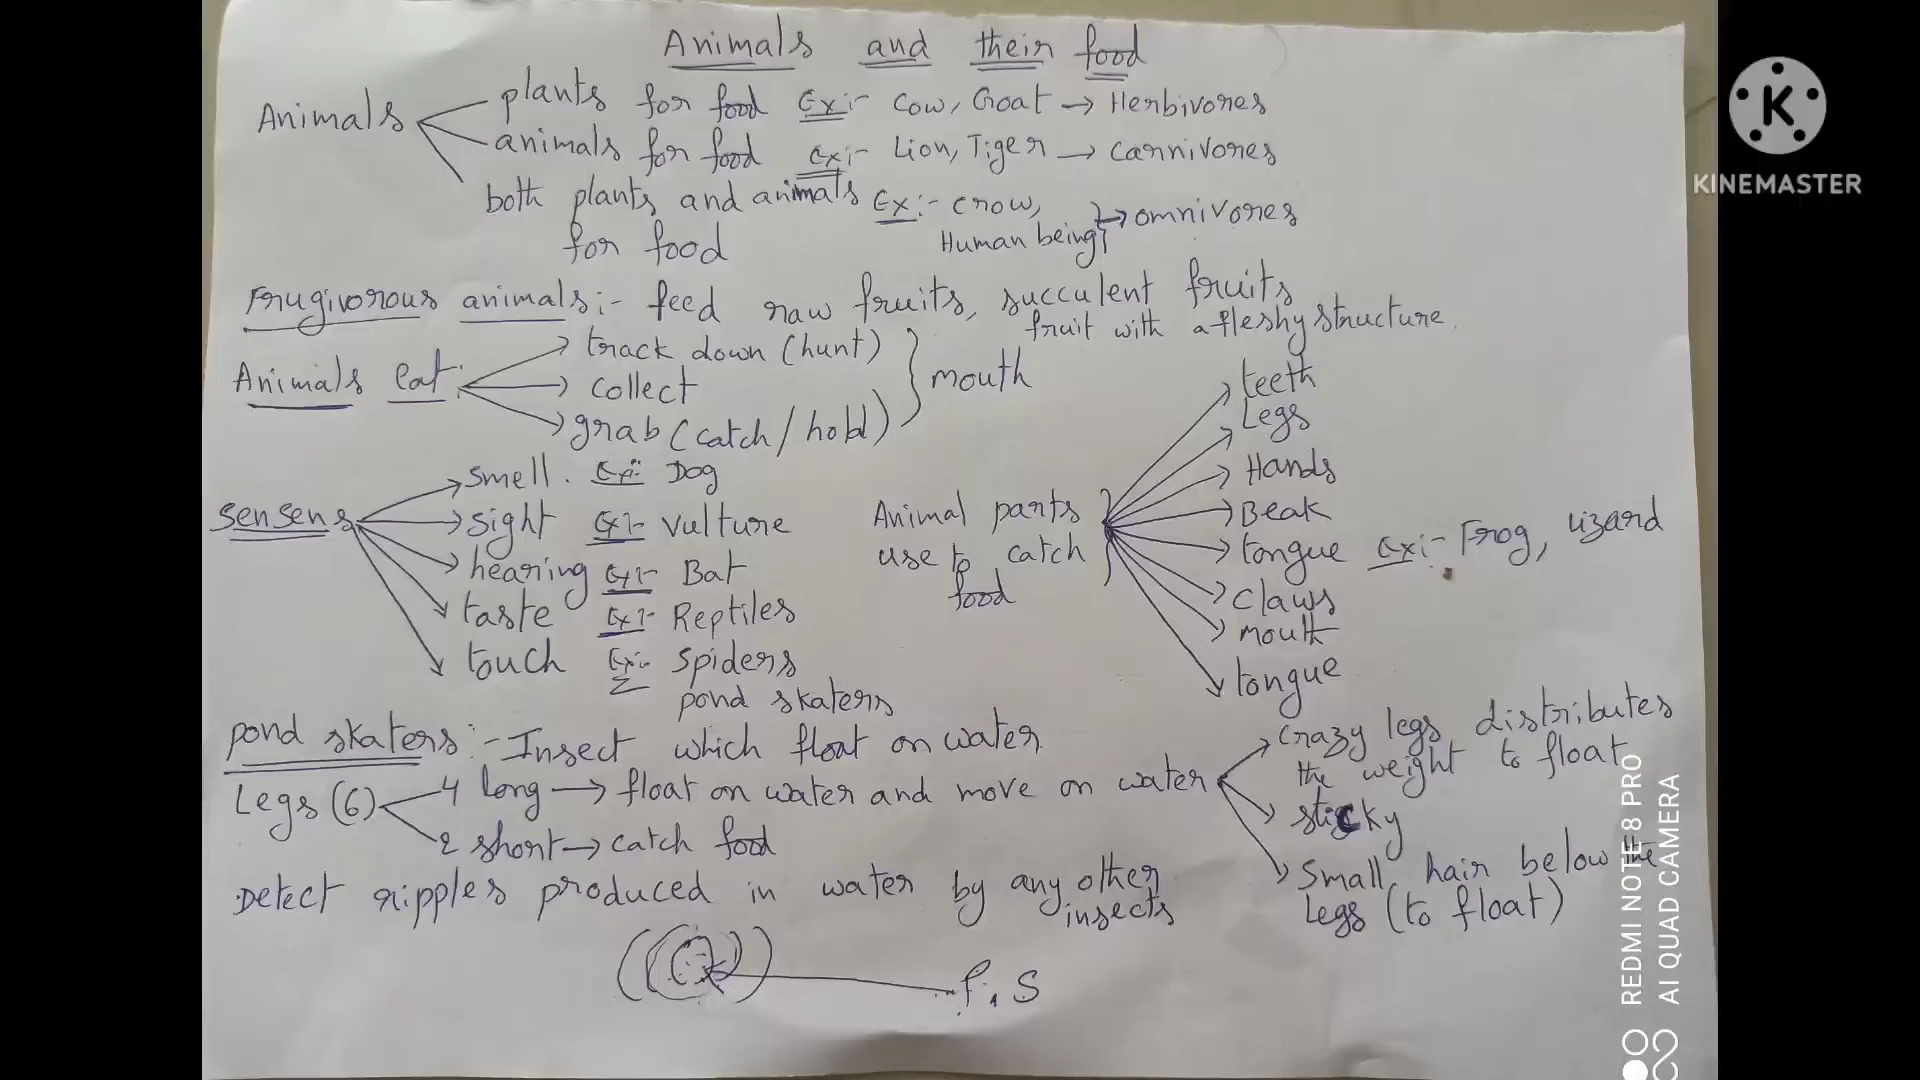 Animals and their food
Animals
plants for food Ex:- Cow, Goat → Herbivores
animals for food Ex:- Lion, Tiger → Carnivores
both plants and animals Ex:- Crow,
for food Human being → omnivores
Frugivorous animals:- feed raw fruits, succulent fruits
fruit with a fleshy structure
Animals eat
→ track down (hunt)
→ collect
→ grab (catch / hold)
mouth
Sensens
→ smell. Ex: Dog
→ sight Ex:- Vulture
→ hearing Ex:- Bat
→ taste Ex:- Reptiles
→ touch Ex:- Spiders
pond skaters
Animal parts
use to catch
food
→ teeth
→ Legs
→ Hands
→ Beak
→ tongue Ex:- Frog, lizard
→ Claws
→ mouth
→ tongue
pond skaters:- Insect which float on water
Legs (6)
4 long → float on water and move on water
2 short → catch food
→ Crazy legs distributes
the weight to float
→ sticky
→ Small hair below the
legs (to float)
Detect ripples produced in water by any other
insects
P.S
K
KINEMASTER
REDMI NOTE 8 PRO
AI QUAD CAMERA